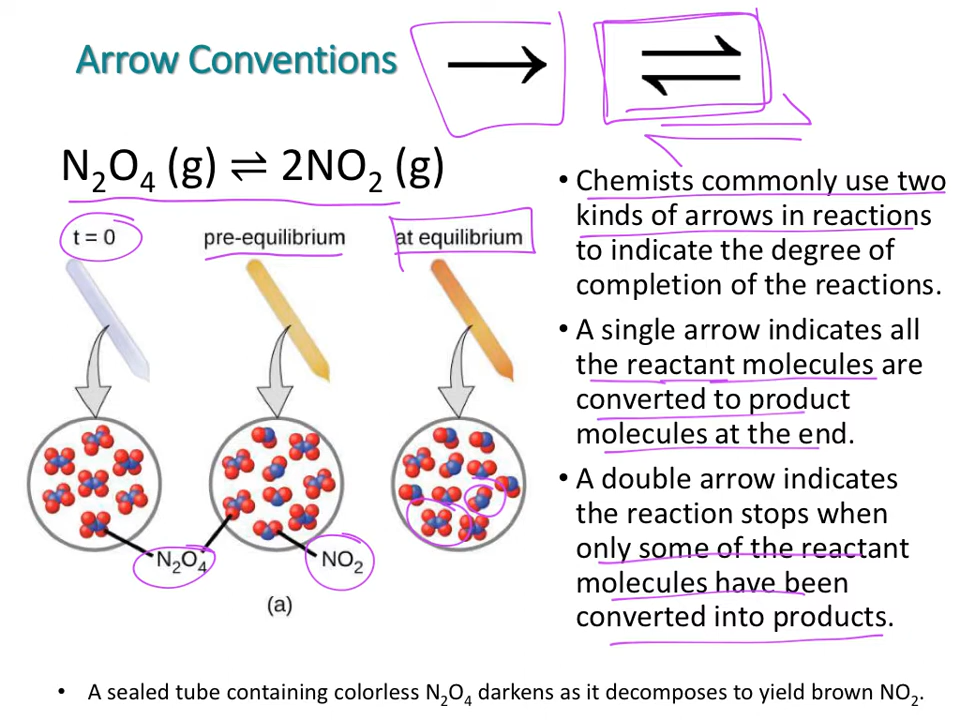 Arrow Conventions → ⇌
N₂O₄ (g) ⇌ 2NO₂ (g)
t = 0 pre-equilibrium at equilibrium
N₂O₄ NO₂
(a)
• Chemists commonly use two
kinds of arrows in reactions
to indicate the degree of
completion of the reactions.
• A single arrow indicates all
the reactant molecules are
converted to product
molecules at the end.
• A double arrow indicates
the reaction stops when
only some of the reactant
molecules have been
converted into products.
• A sealed tube containing colorless N₂O₄ darkens as it decomposes to yield brown NO₂.